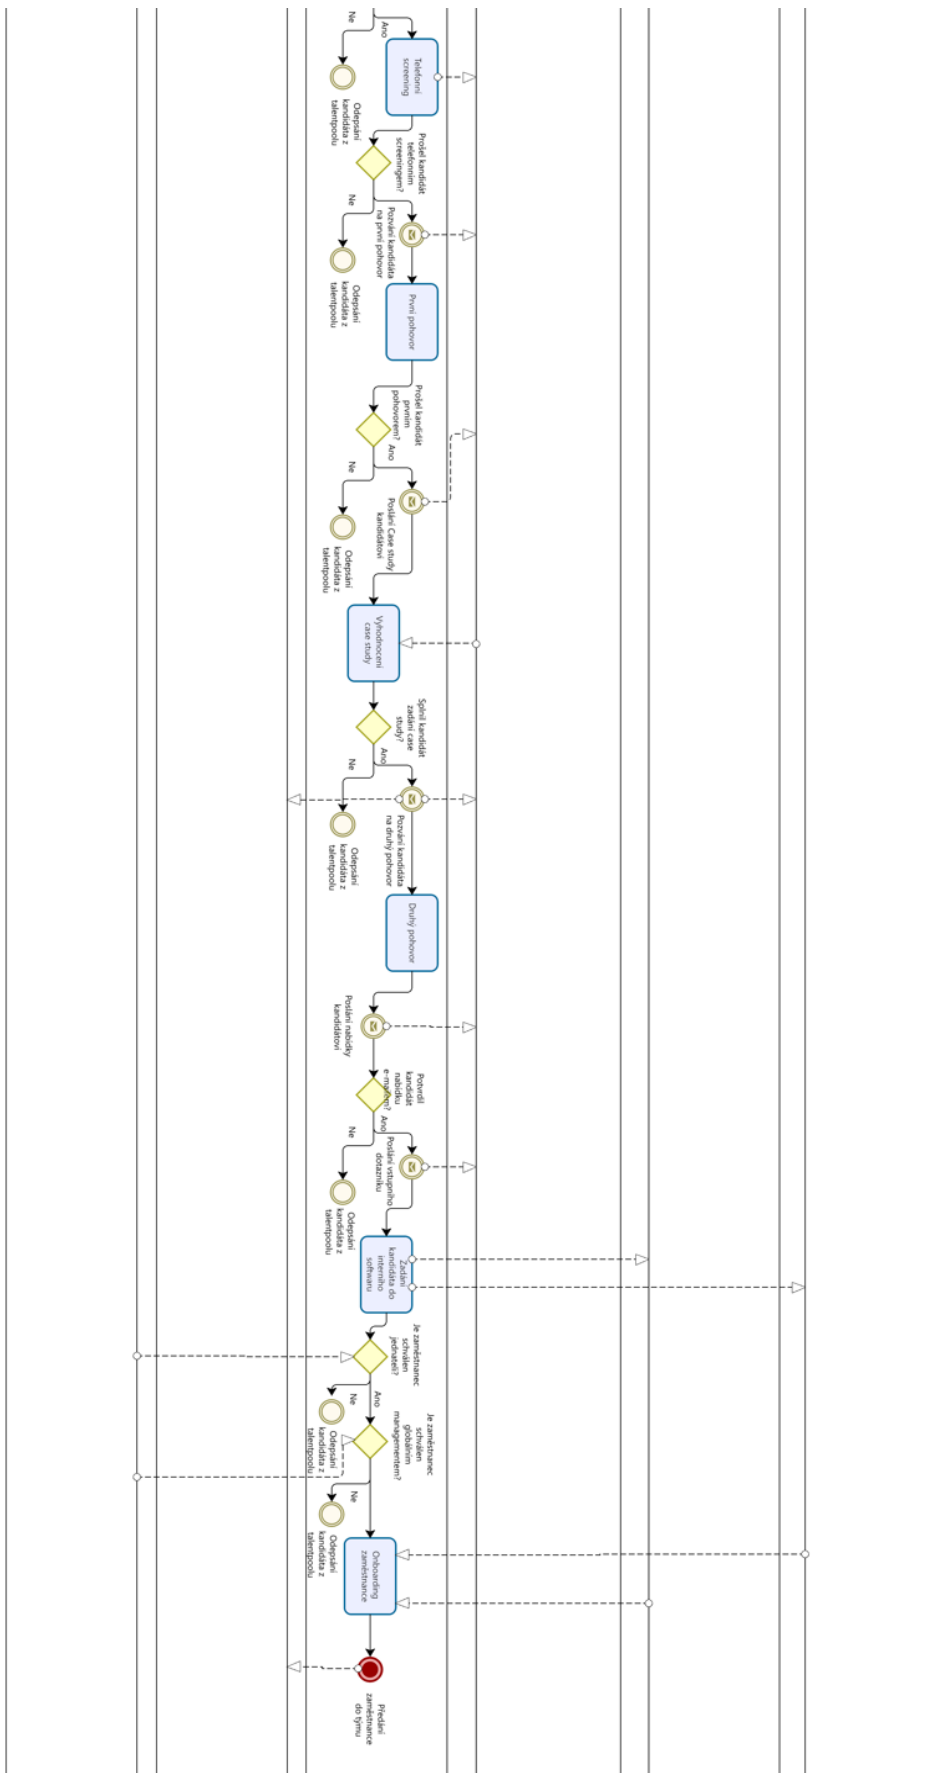 Ne
Ano
Telefonní
screening
Odepsání
kandidáta z
talentpoolu
Prošel kandidát
telefonním
screeningem?
Ne
Pozvání kandidáta
na první pohovor
Odepsání
kandidáta z
talentpoolu
První pohovor
Prošel kandidát
prvním
pohovorem?
Ano
Ne
Poslání Case study
kandidátovi
Odepsání
kandidáta z
talentpoolu
Vyhodnocení
case study
Splnil kandidát
zadání case
study?
Ano
Ne
Pozvání kandidáta
na druhý pohovor
Odepsání
kandidáta z
talentpoolu
Druhý pohovor
Poslání nabídky
kandidátovi
Potvrdil
kandidát
nabídku
e-mailem?
Ano
Ne
Poslání vstupního
dotazníku
Odepsání
kandidáta z
talentpoolu
Zadání
kandidáta do
interního
softwaru
Je zaměstnanec
schválen
jednateli?
Ano
Ne
Odepsání
kandidáta z
talentpoolu
Je zaměstnanec
schválen
globálním
managementem?
Ne
Odepsání
kandidáta z
talentpoolu
Onboarding
zaměstnance
Předání
zaměstnance
do týmu